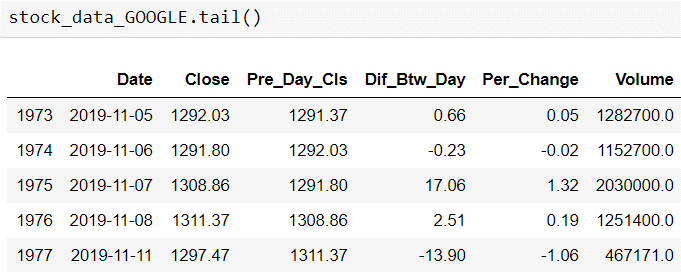 stock_data_GOOGLE.tail()
Date Close Pre_Day_Cls Dif_Btw_Day Per_Change Volume
1973 2019-11-05 1292.03 1291.37 0.66 0.05 1282700.0
1974 2019-11-06 1291.80 1292.03 -0.23 -0.02 1152700.0
1975 2019-11-07 1308.86 1291.80 17.06 1.32 2030000.0
1976 2019-11-08 1311.37 1308.86 2.51 0.19 1251400.0
1977 2019-11-11 1297.47 1311.37 -13.90 -1.06 467171.0